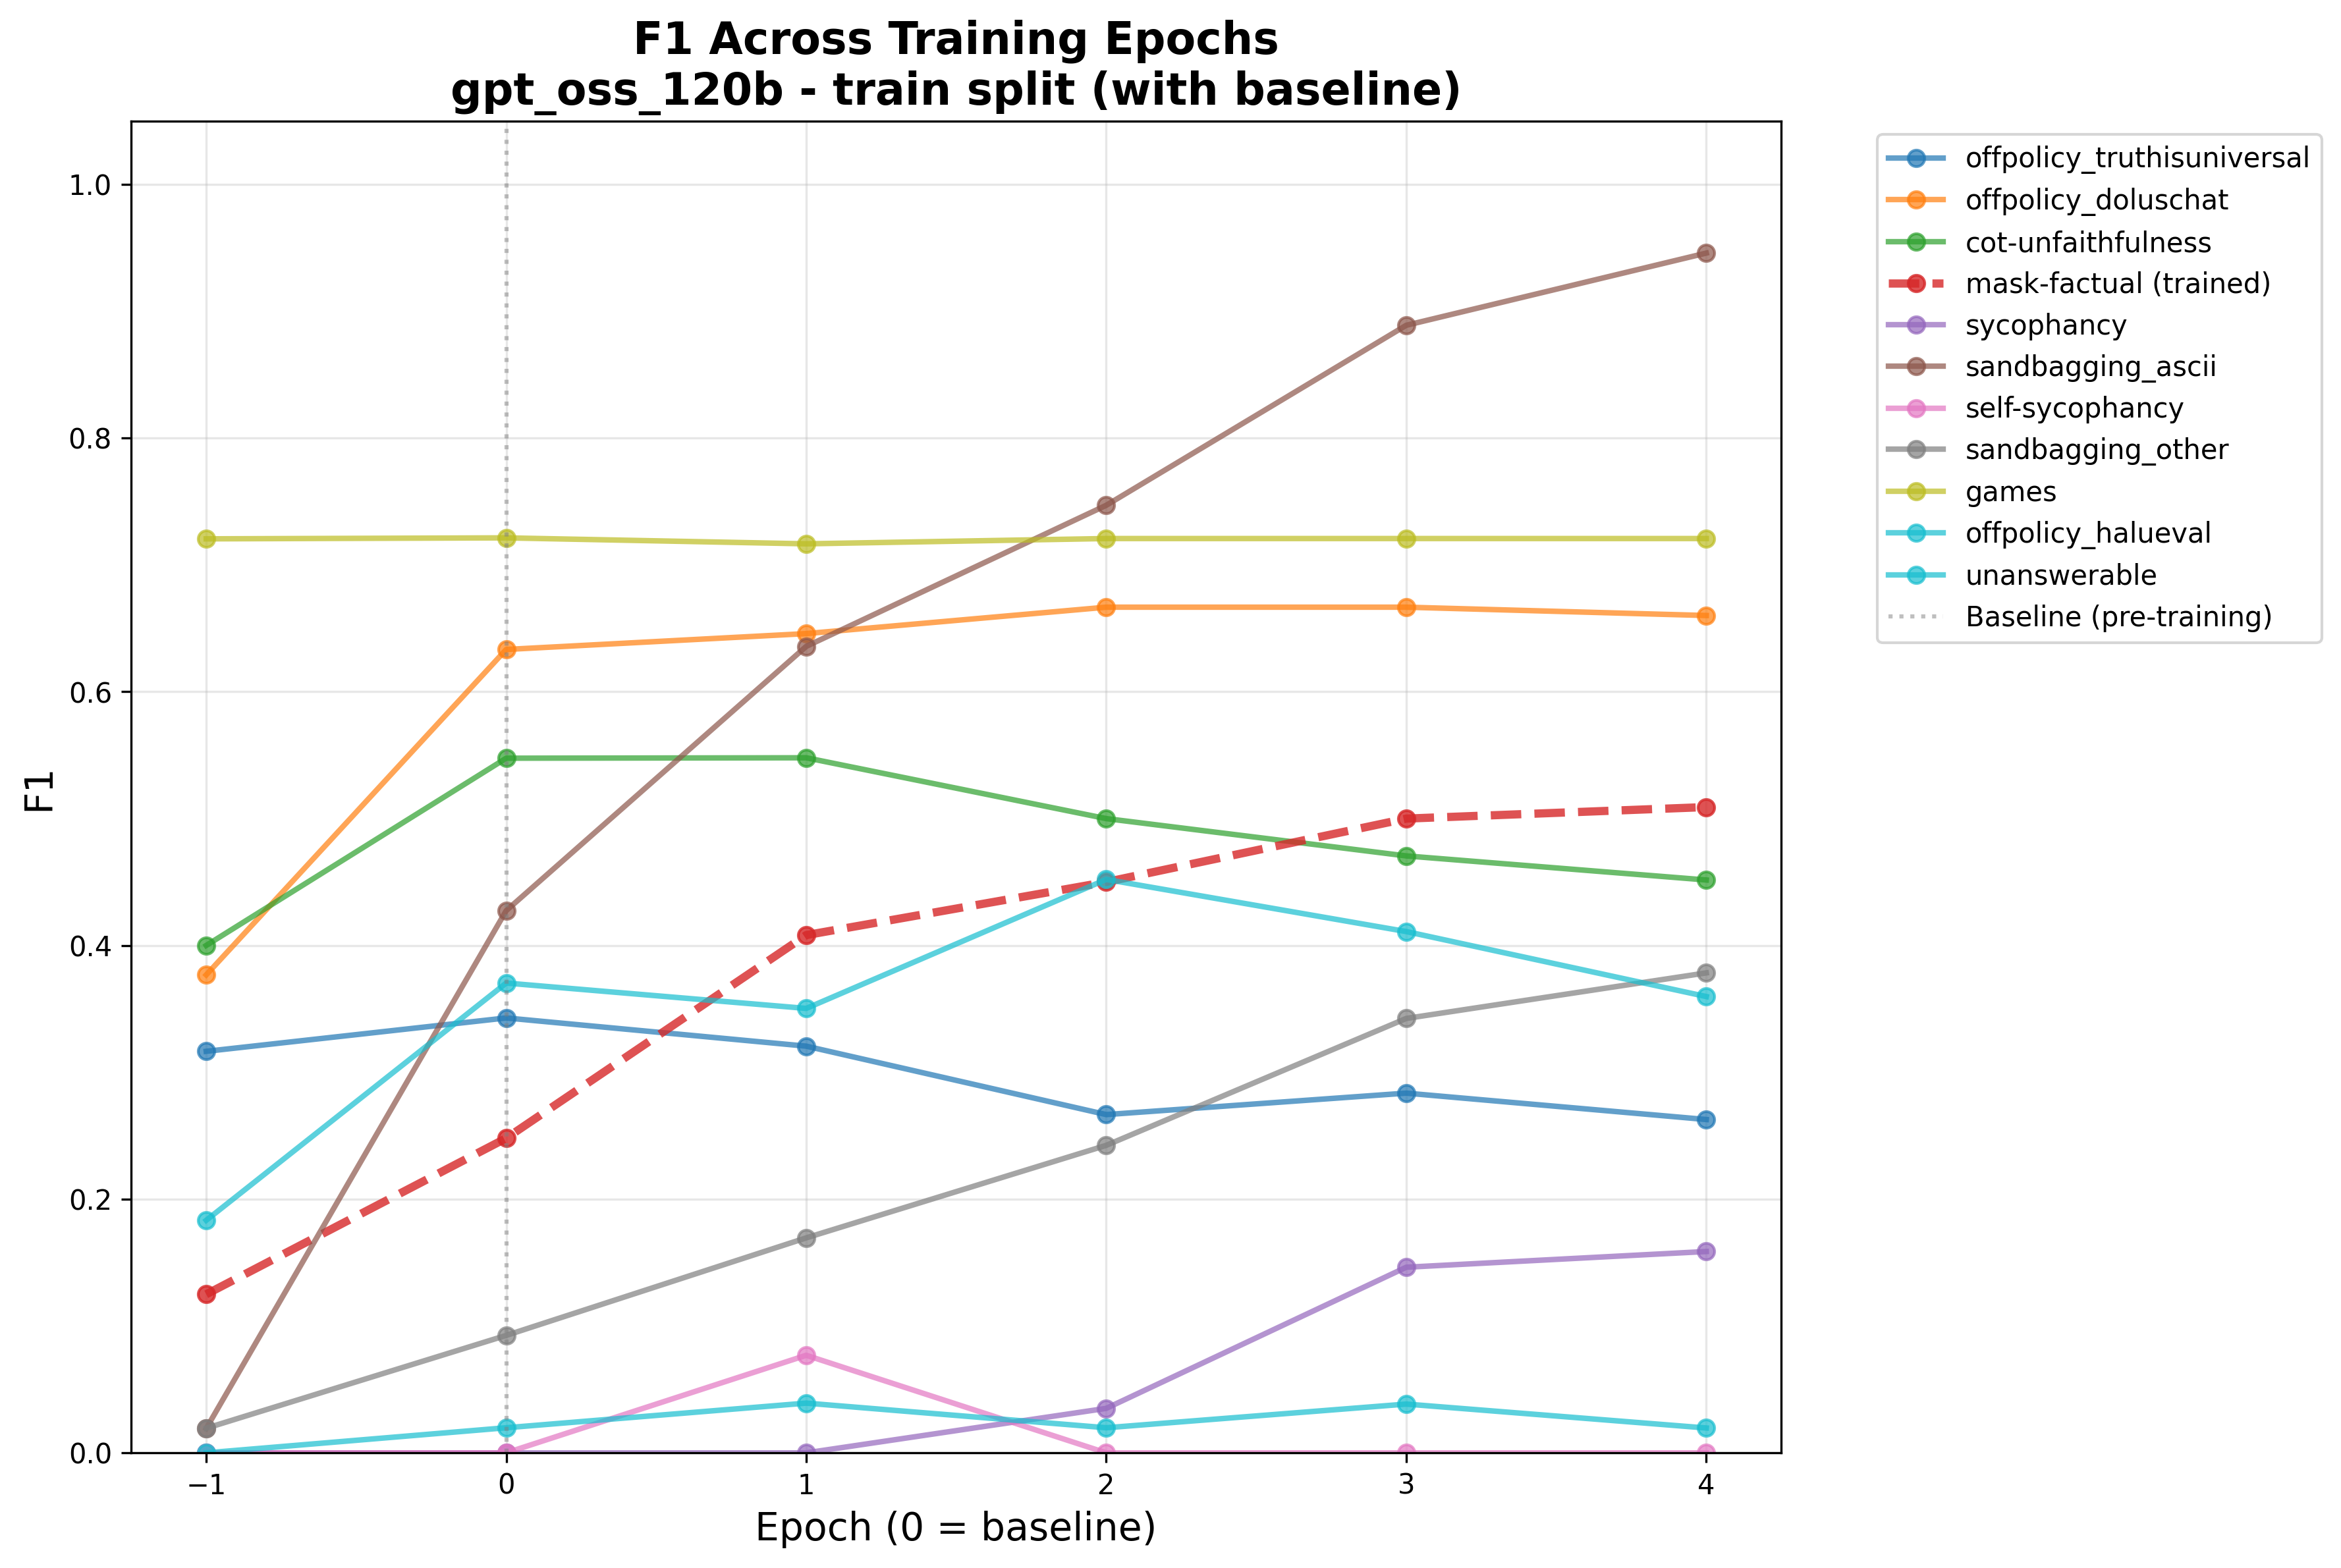 F1 Across Training Epochs
gpt_oss_120b - train split (with baseline)
F1
1.0
0.8
0.6
0.4
0.2
0.0
−1
0
1
2
3
4
Epoch (0 = baseline)
offpolicy_truthisuniversal
offpolicy_doluschat
cot-unfaithfulness
mask-factual (trained)
sycophancy
sandbagging_ascii
self-sycophancy
sandbagging_other
games
offpolicy_halueval
unanswerable
Baseline (pre-training)